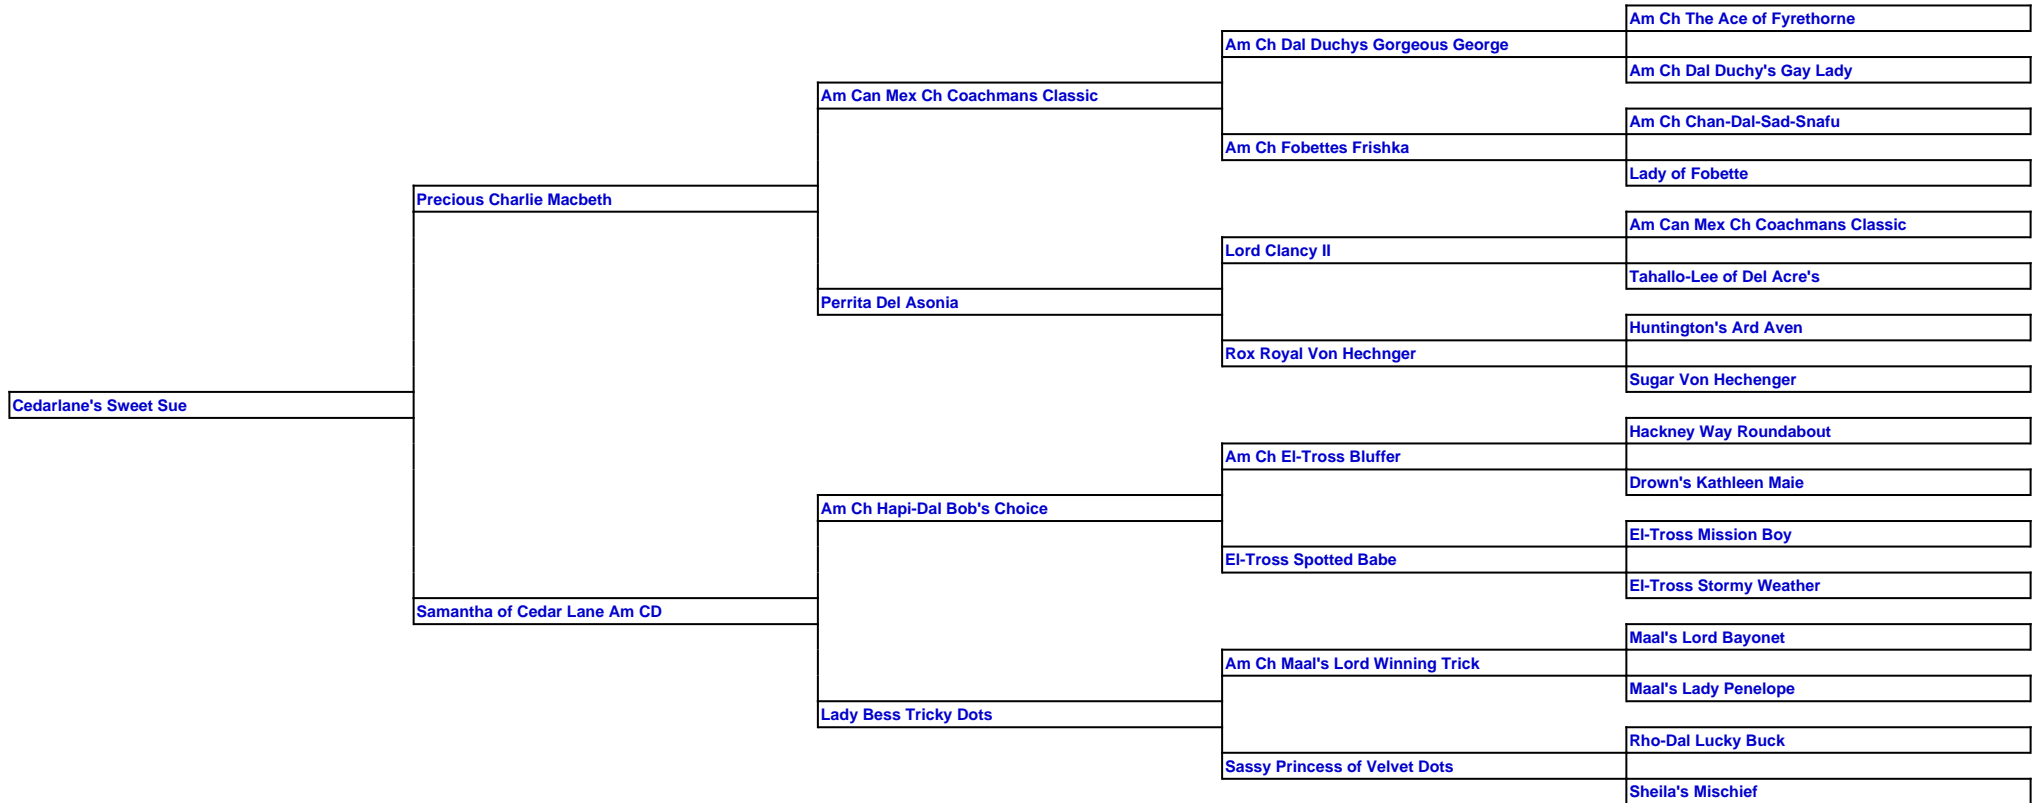 Am Ch The Ace of Fyrethorne
Am Ch Dal Duchys Gorgeous George
Am Ch Dal Duchy's Gay Lady
Am Can Mex Ch Coachmans Classic
Am Ch Chan-Dal-Sad-Snafu
Am Ch Fobettes Frishka
Lady of Fobette
Precious Charlie Macbeth
Am Can Mex Ch Coachmans Classic
Lord Clancy II
Tahallo-Lee of Del Acre's
Perrita Del Asonia
Huntington's Ard Aven
Rox Royal Von Hechnger
Sugar Von Hechenger
Cedarlane's Sweet Sue
Hackney Way Roundabout
Am Ch El-Tross Bluffer
Drown's Kathleen Maie
Am Ch Hapi-Dal Bob's Choice
El-Tross Mission Boy
El-Tross Spotted Babe
El-Tross Stormy Weather
Samantha of Cedar Lane Am CD
Maal's Lord Bayonet
Am Ch Maal's Lord Winning Trick
Maal's Lady Penelope
Lady Bess Tricky Dots
Rho-Dal Lucky Buck
Sassy Princess of Velvet Dots
Sheila's Mischief